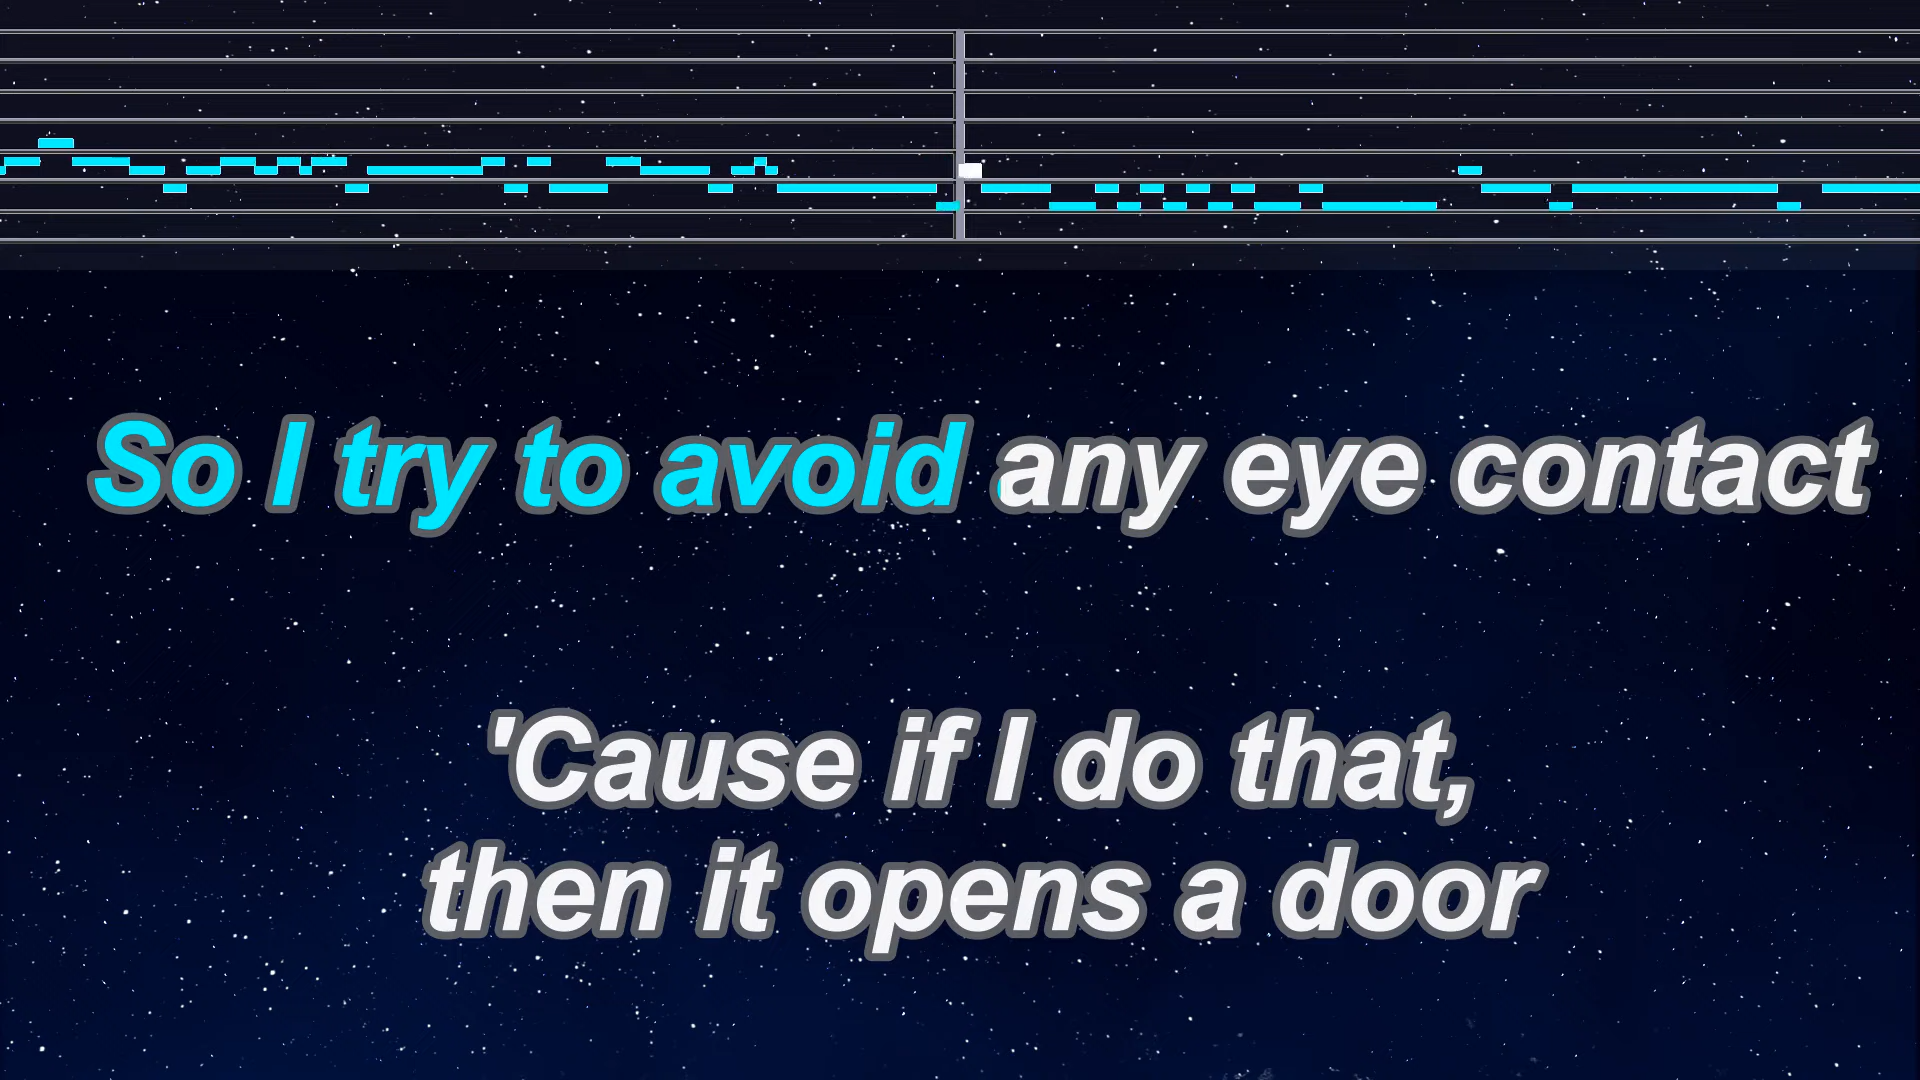 So I try to avoid any eye contact
'Cause if I do that,
then it opens a door